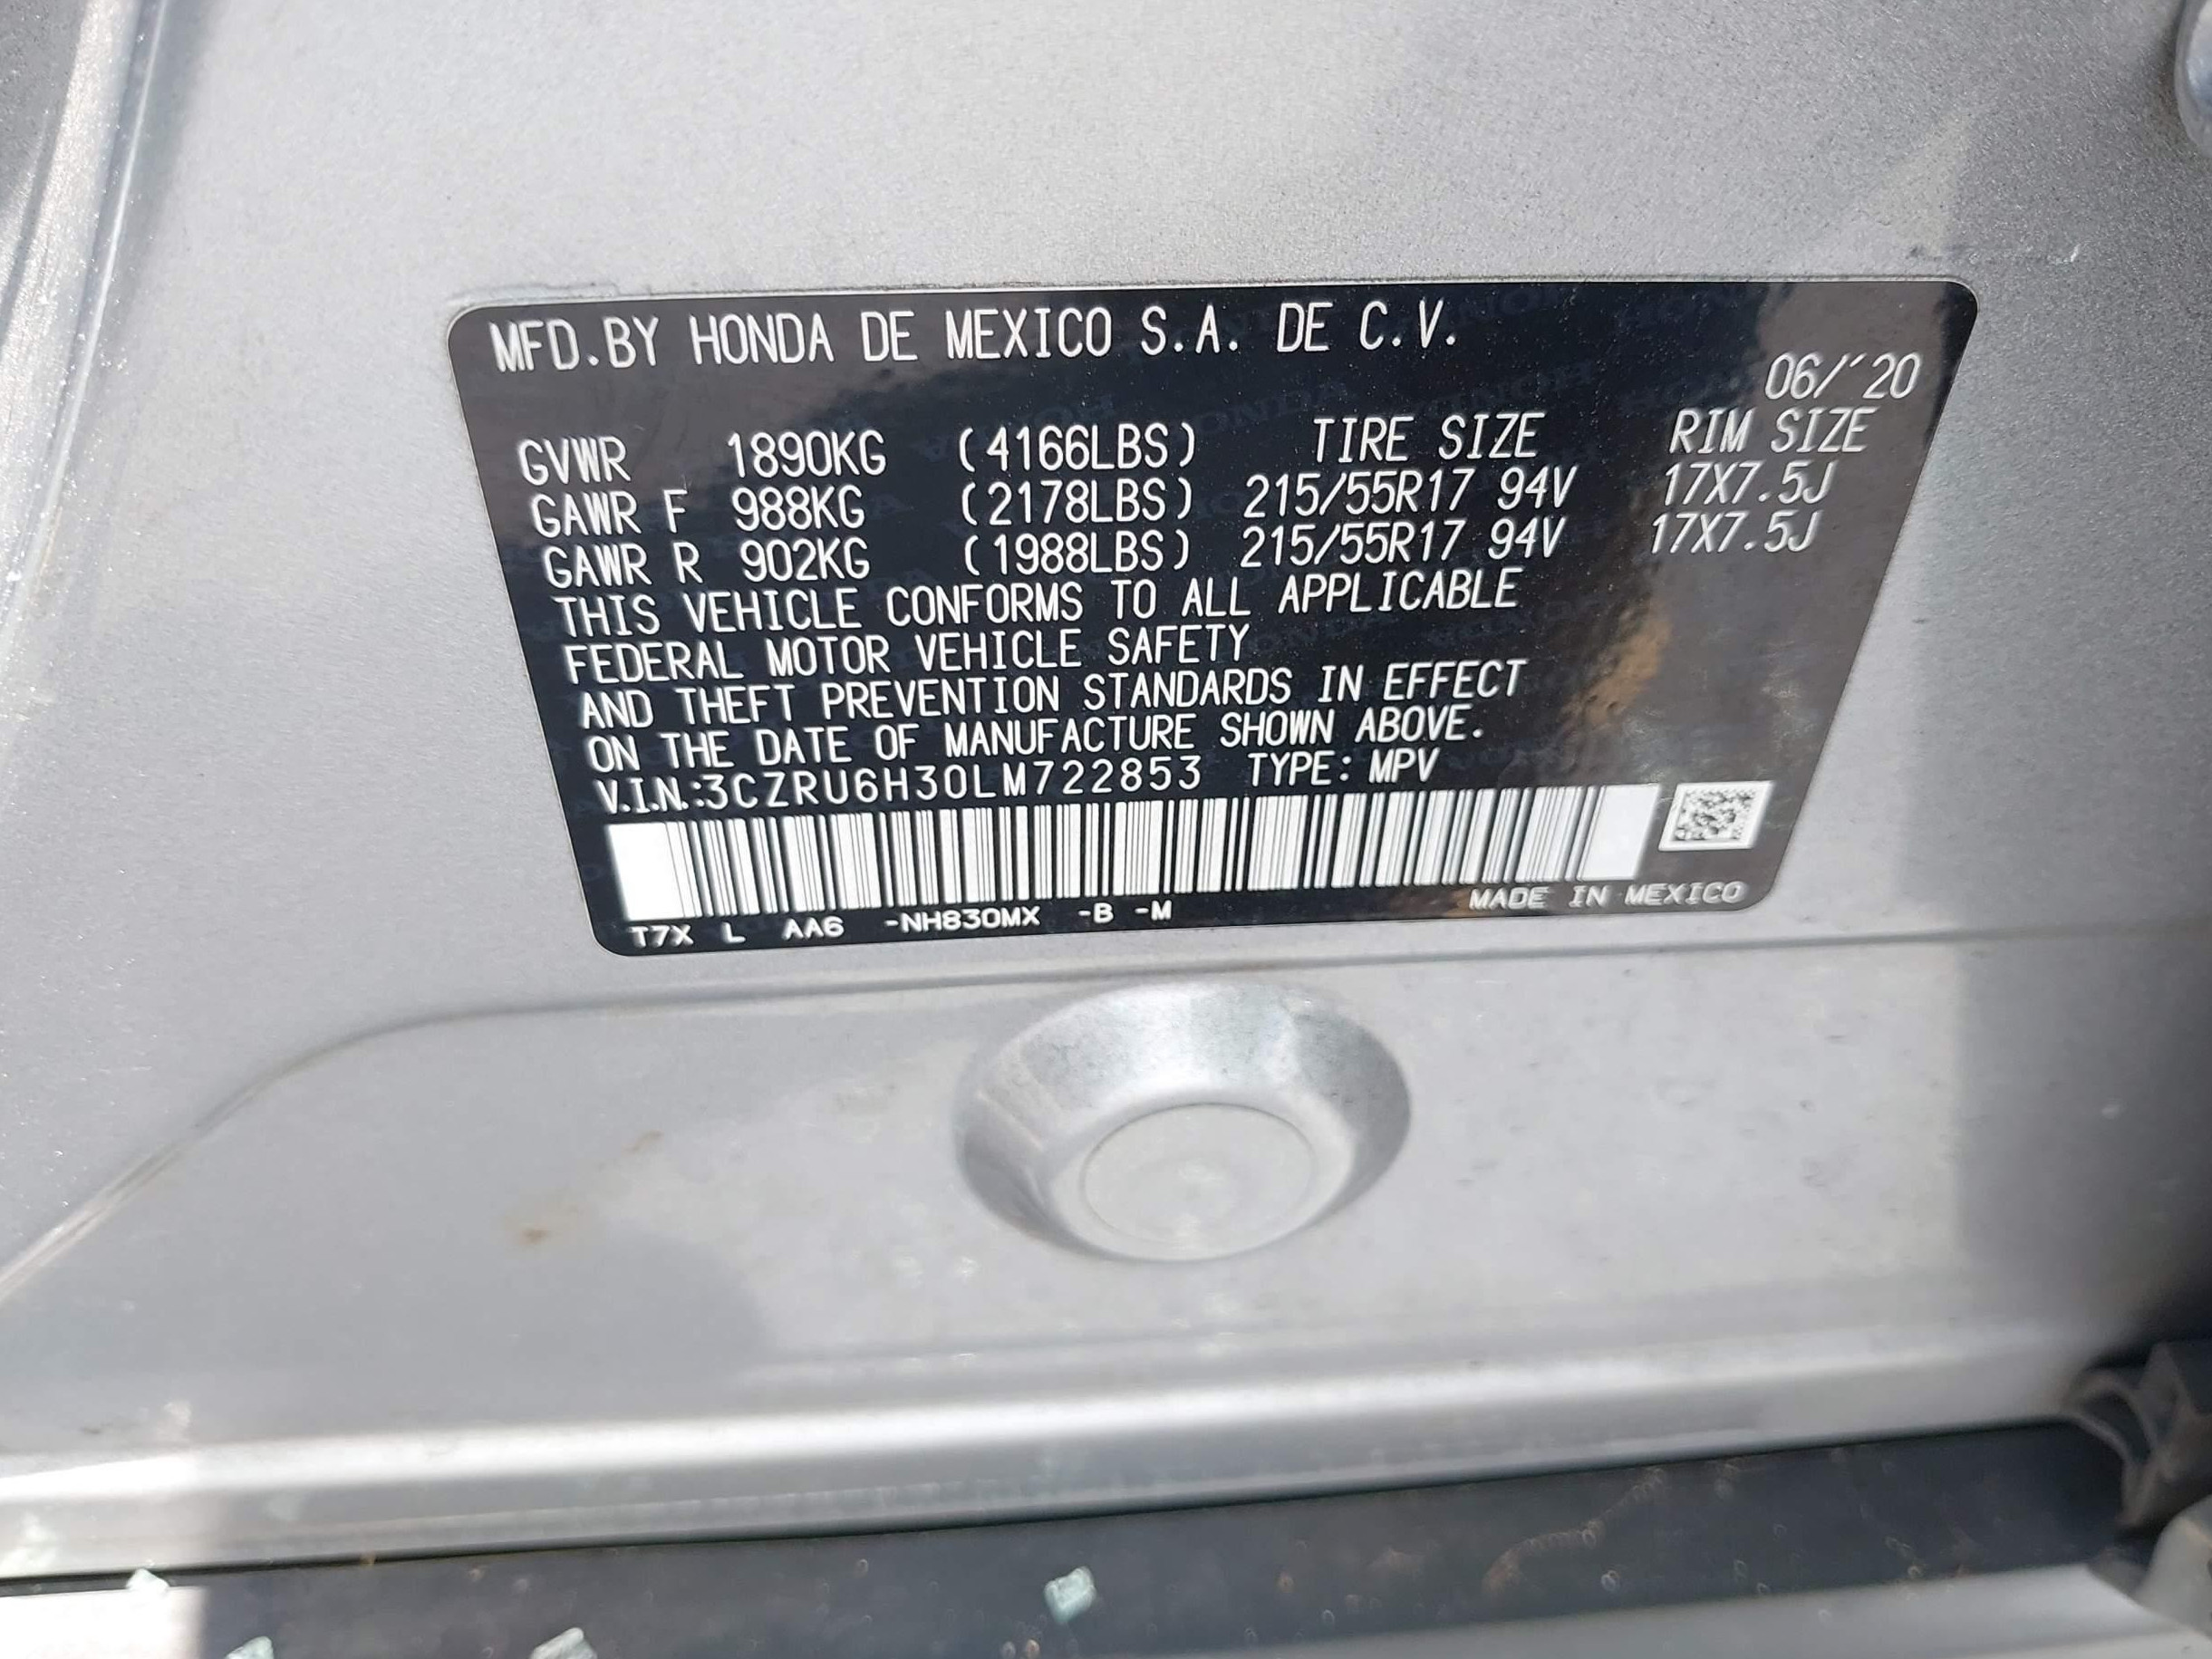 MFD.BY HONDA DE MEXICO S.A. DE C.V.
06/´20
GVWR 1890KG (4166LBS) TIRE SIZE RIM SIZE
GAWR F 988KG (2178LBS) 215/55R17 94V 17X7.5J
GAWR R 902KG (1988LBS) 215/55R17 94V 17X7.5J
THIS VEHICLE CONFORMS TO ALL APPLICABLE
FEDERAL MOTOR VEHICLE SAFETY
AND THEFT PREVENTION STANDARDS IN EFFECT
ON THE DATE OF MANUFACTURE SHOWN ABOVE.
V.I.N.:3CZRU6H30LM722853 TYPE: MPV
T7X L AA6 -NH830MX -B -M MADE IN MEXICO